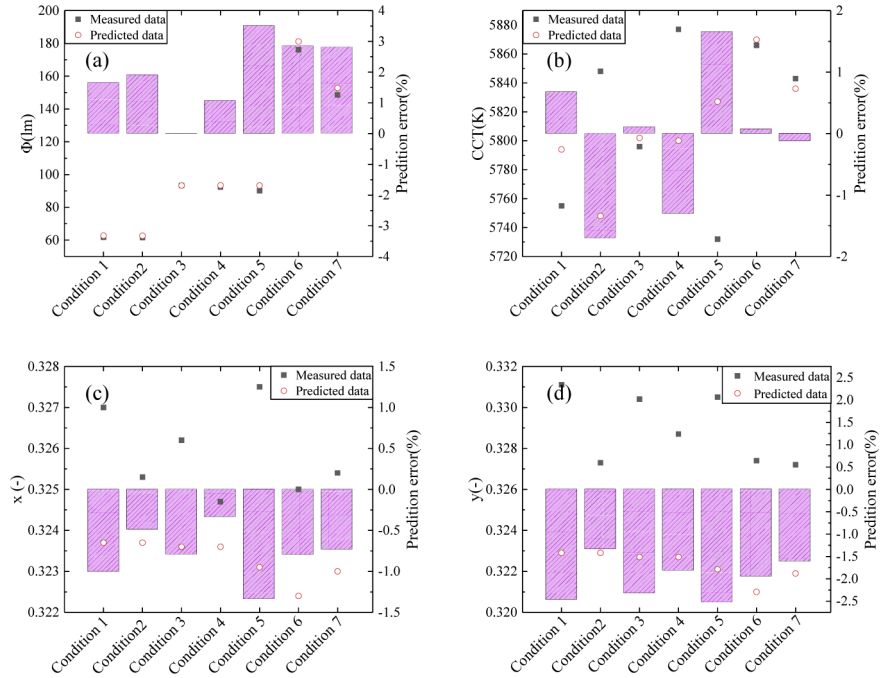 Measured data
Predicted data
(a)
200
180
160
140
120
100
80
60
Φ(lm)
4
3
2
1
0
-1
-2
-3
-4
Predition error(%)
Condition 1
Condition2
Condition 3
Condition 4
Condition 5
Condition 6
Condition 7
Measured data
Predicted data
(b)
5880
5860
5840
5820
5800
5780
5760
5740
5720
CCT(K)
2
1
0
-1
-2
Predition error(%)
Condition 1
Condition2
Condition 3
Condition 4
Condition 5
Condition 6
Condition 7
Measured data
Predicted data
(c)
0.328
0.327
0.326
0.325
0.324
0.323
0.322
x (-)
1.5
1.0
0.5
0.0
-0.5
-1.0
-1.5
Predition error(%)
Condition 1
Condition2
Condition 3
Condition 4
Condition 5
Condition 6
Condition 7
Measured data
Predicted data
(d)
0.332
0.330
0.328
0.326
0.324
0.322
0.320
y(-)
2.5
2.0
1.5
1.0
0.5
0.0
-0.5
-1.0
-1.5
-2.0
-2.5
Predition error(%)
Condition 1
Condition2
Condition 3
Condition 4
Condition 5
Condition 6
Condition 7